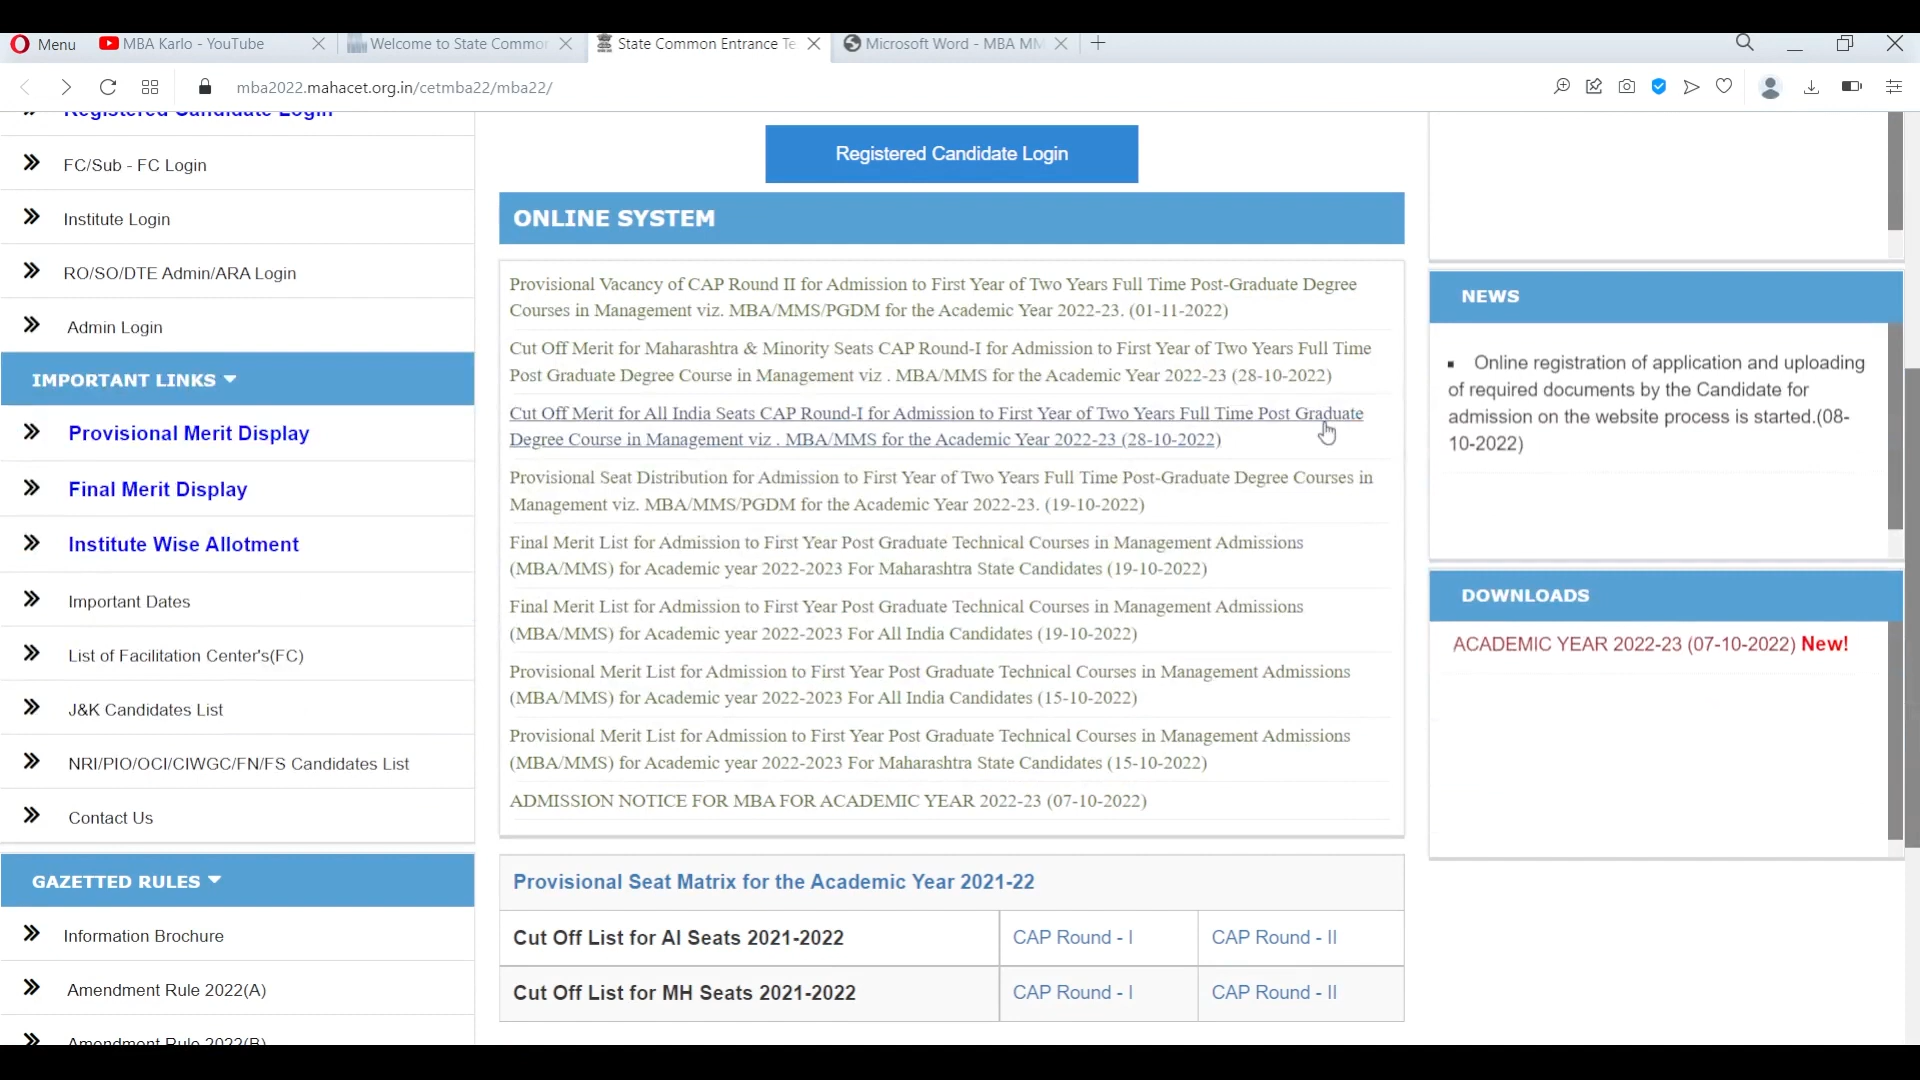 Menu
MBA Karlo - YouTube
Welcome to State Common
State Common Entrance Te
Microsoft Word - MBA MM
mba2022.mahacet.org.in/cetmba22/mba22/
Registered Candidate Login
FC/Sub - FC Login
Institute Login
RO/SO/DTE Admin/ARA Login
Admin Login
IMPORTANT LINKS
Provisional Merit Display
Final Merit Display
Institute Wise Allotment
Important Dates
List of Facilitation Center's(FC)
J&K Candidates List
NRI/PIO/OCI/CIWGC/FN/FS Candidates List
Contact Us
GAZETTED RULES
Information Brochure
Amendment Rule 2022(A)
Amendment Rule 2022(B)
Registered Candidate Login
ONLINE SYSTEM
Provisional Vacancy of CAP Round II for Admission to First Year of Two Years Full Time Post-Graduate Degree
Courses in Management viz. MBA/MMS/PGDM for the Academic Year 2022-23. (01-11-2022)
Cut Off Merit for Maharashtra & Minority Seats CAP Round-I for Admission to First Year of Two Years Full Time
Post Graduate Degree Course in Management viz . MBA/MMS for the Academic Year 2022-23 (28-10-2022)
Cut Off Merit for All India Seats CAP Round-I for Admission to First Year of Two Years Full Time Post Graduate
Degree Course in Management viz . MBA/MMS for the Academic Year 2022-23 (28-10-2022)
Provisional Seat Distribution for Admission to First Year of Two Years Full Time Post-Graduate Degree Courses in
Management viz. MBA/MMS/PGDM for the Academic Year 2022-23. (19-10-2022)
Final Merit List for Admission to First Year Post Graduate Technical Courses in Management Admissions
(MBA/MMS) for Academic year 2022-2023 For Maharashtra State Candidates (19-10-2022)
Final Merit List for Admission to First Year Post Graduate Technical Courses in Management Admissions
(MBA/MMS) for Academic year 2022-2023 For All India Candidates (19-10-2022)
Provisional Merit List for Admission to First Year Post Graduate Technical Courses in Management Admissions
(MBA/MMS) for Academic year 2022-2023 For All India Candidates (15-10-2022)
Provisional Merit List for Admission to First Year Post Graduate Technical Courses in Management Admissions
(MBA/MMS) for Academic year 2022-2023 For Maharashtra State Candidates (15-10-2022)
ADMISSION NOTICE FOR MBA FOR ACADEMIC YEAR 2022-23 (07-10-2022)
Provisional Seat Matrix for the Academic Year 2021-22
Cut Off List for AI Seats 2021-2022 CAP Round - I CAP Round - II
Cut Off List for MH Seats 2021-2022 CAP Round - I CAP Round - II
NEWS
Online registration of application and uploading
of required documents by the Candidate for
admission on the website process is started.(08-
10-2022)
DOWNLOADS
ACADEMIC YEAR 2022-23 (07-10-2022) New!